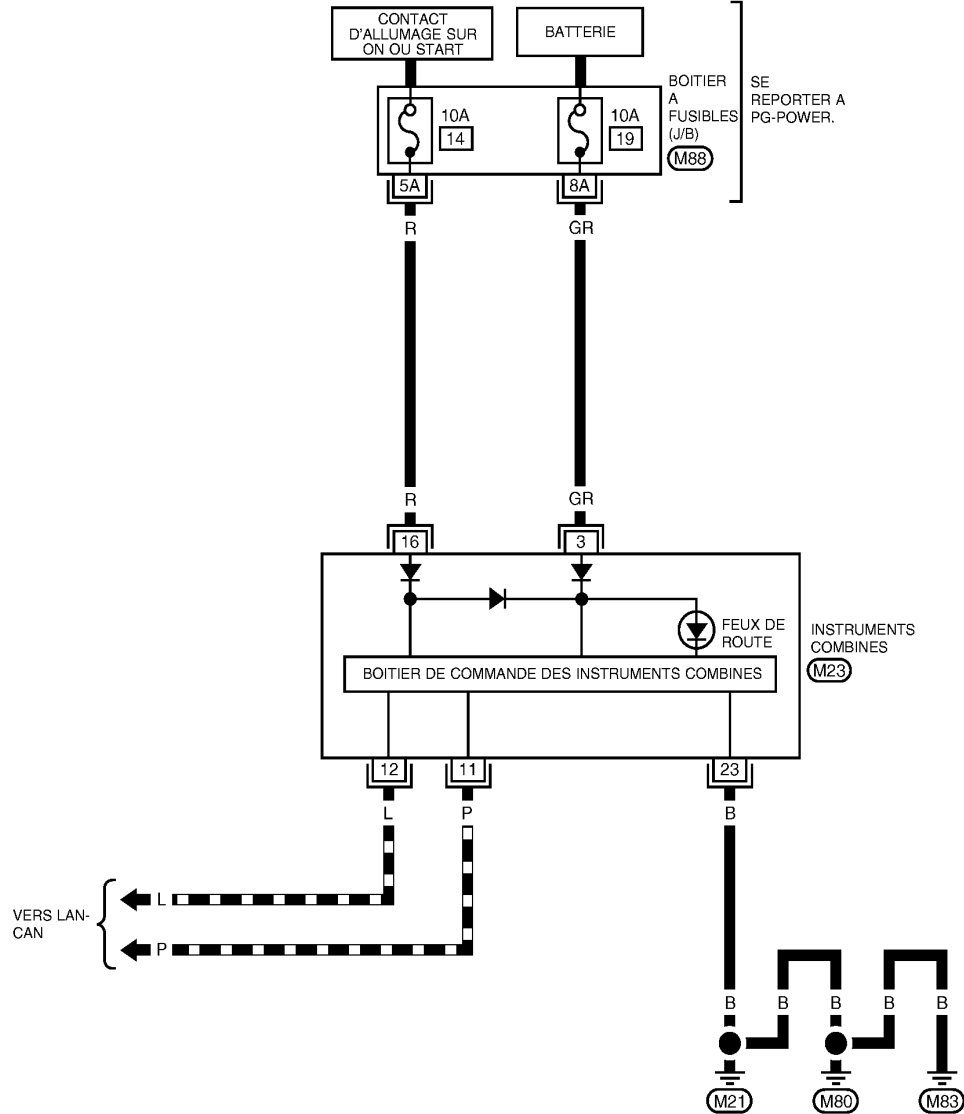 CONTACT
D'ALLUMAGE SUR
ON OU START
BATTERIE
BOITIER
A
FUSIBLES
(J/B)
M88
SE
REPORTER A
PG-POWER.
10A
14
10A
19
5A
8A
R
GR
R
GR
16
3
FEUX DE
ROUTE
INSTRUMENTS
COMBINES
M23
BOITIER DE COMMANDE DES INSTRUMENTS COMBINES
12
11
23
L
P
B
VERS LAN-
CAN
L
P
B
B
B
B
B
M21
M80
M83